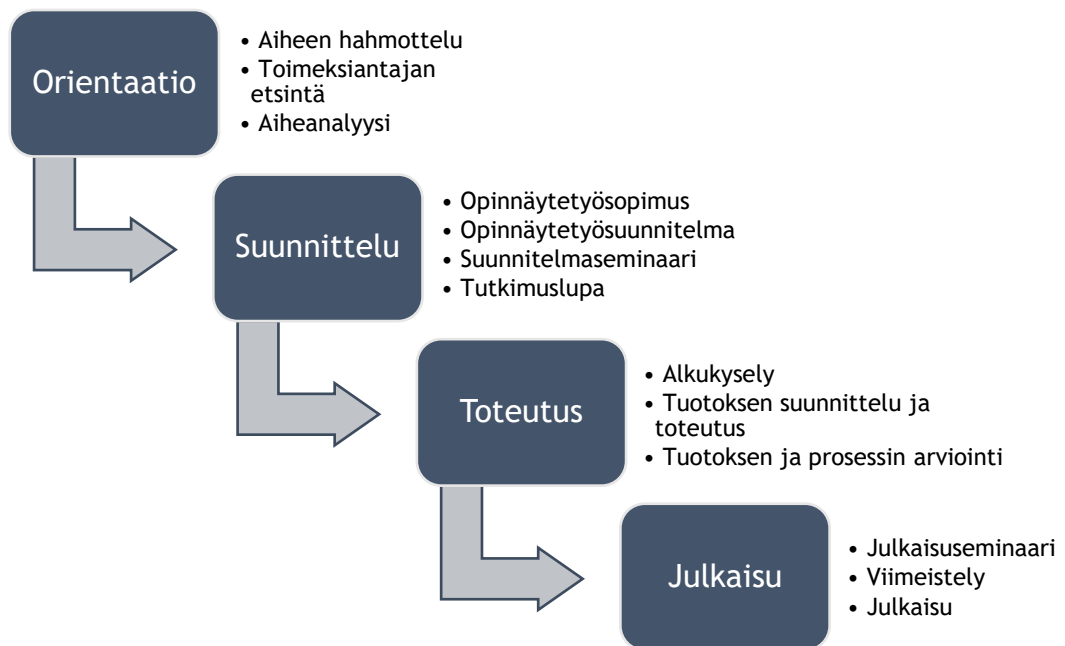 Orientaatio
• Aiheen hahmottelu
• Toimeksiantajan
etsintä
• Aiheanalyysi
Suunnittelu
• Opinnäytetyösopimus
• Opinnäytetyösuunnitelma
• Suunnitelmaseminaari
• Tutkimuslupa
Toteutus
• Alkukysely
• Tuotoksen suunnittelu ja
toteutus
• Tuotoksen ja prosessin arviointi
Julkaisu
• Julkaisuseminaari
• Viimeistely
• Julkaisu